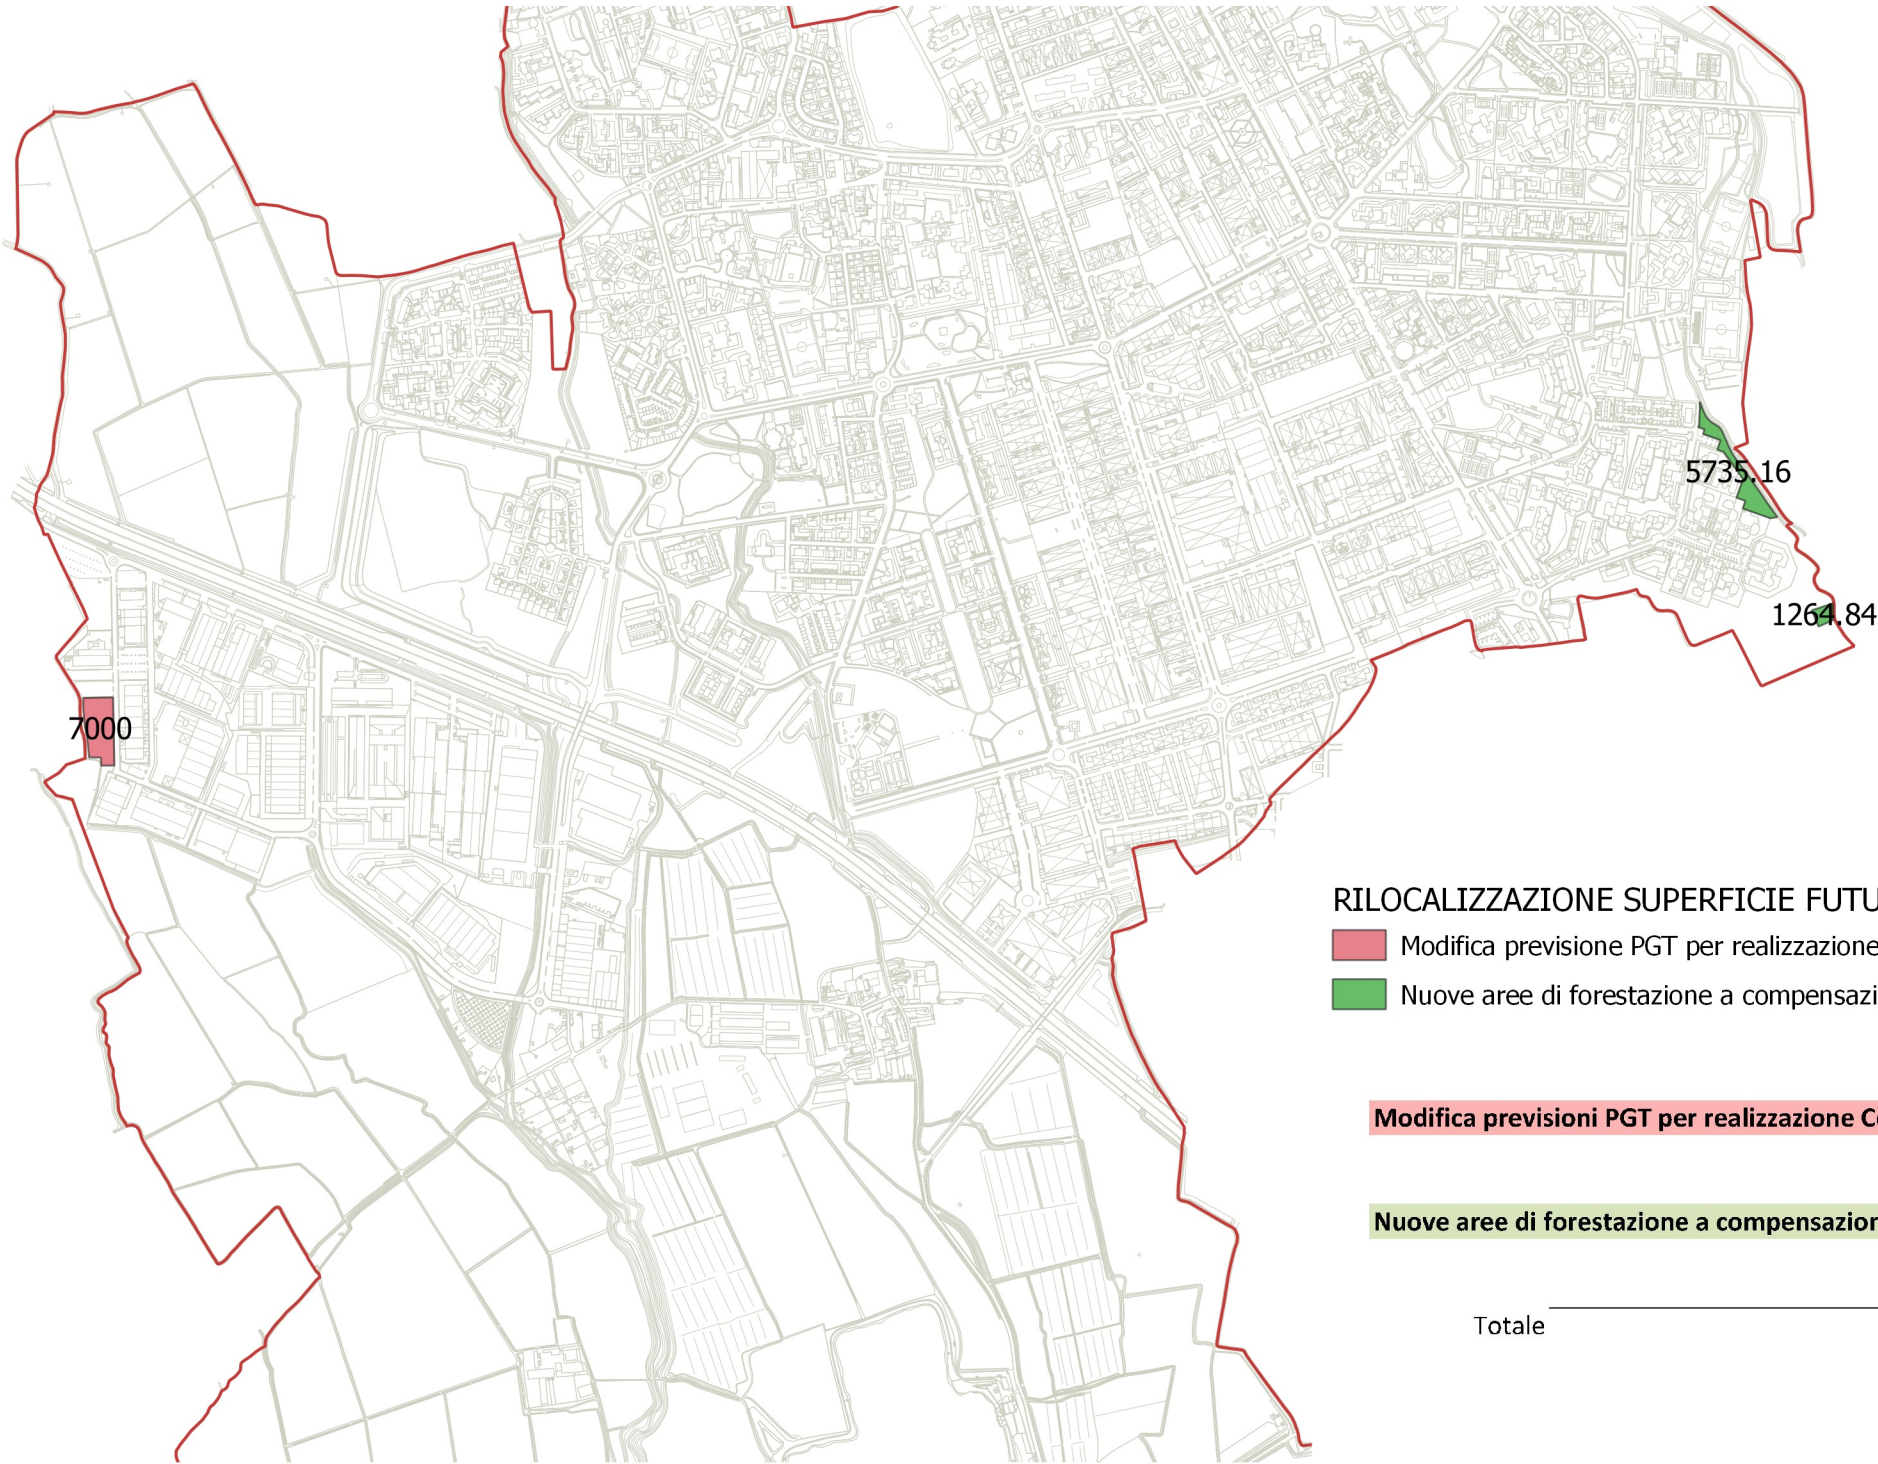 5735.16
1264.84
7000
RILOCALIZZAZIONE SUPERFICIE FUTU
Modifica previsione PGT per realizzazione
Nuove aree di forestazione a compensazi
Modifica previsioni PGT per realizzazione C
Nuove aree di forestazione a compensazion
Totale